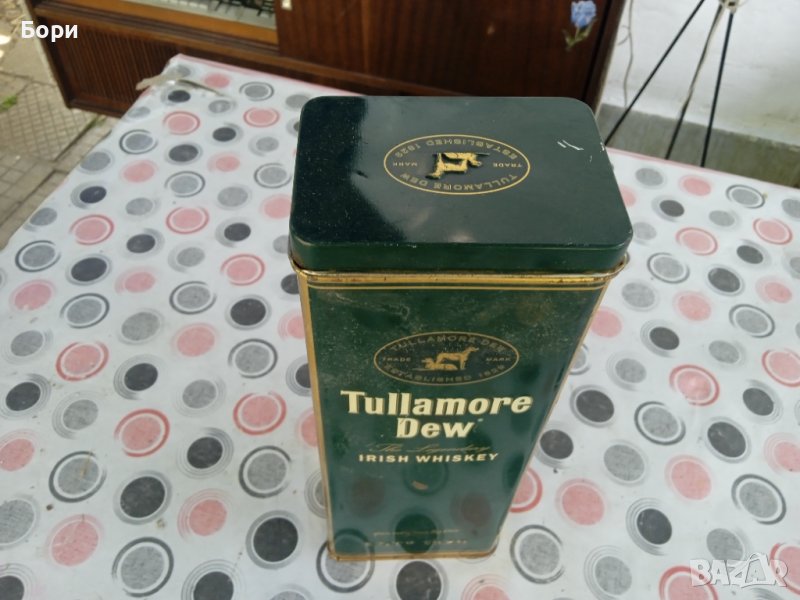 Бори
ESTABLISHED 1829
TRADE MARK
TULLAMORE DEW
TULLAMORE DEW
TRADE MARK
ESTABLISHED 1829
Tullamore
Dew
The Legendary
IRISH WHISKEY
BAZAR